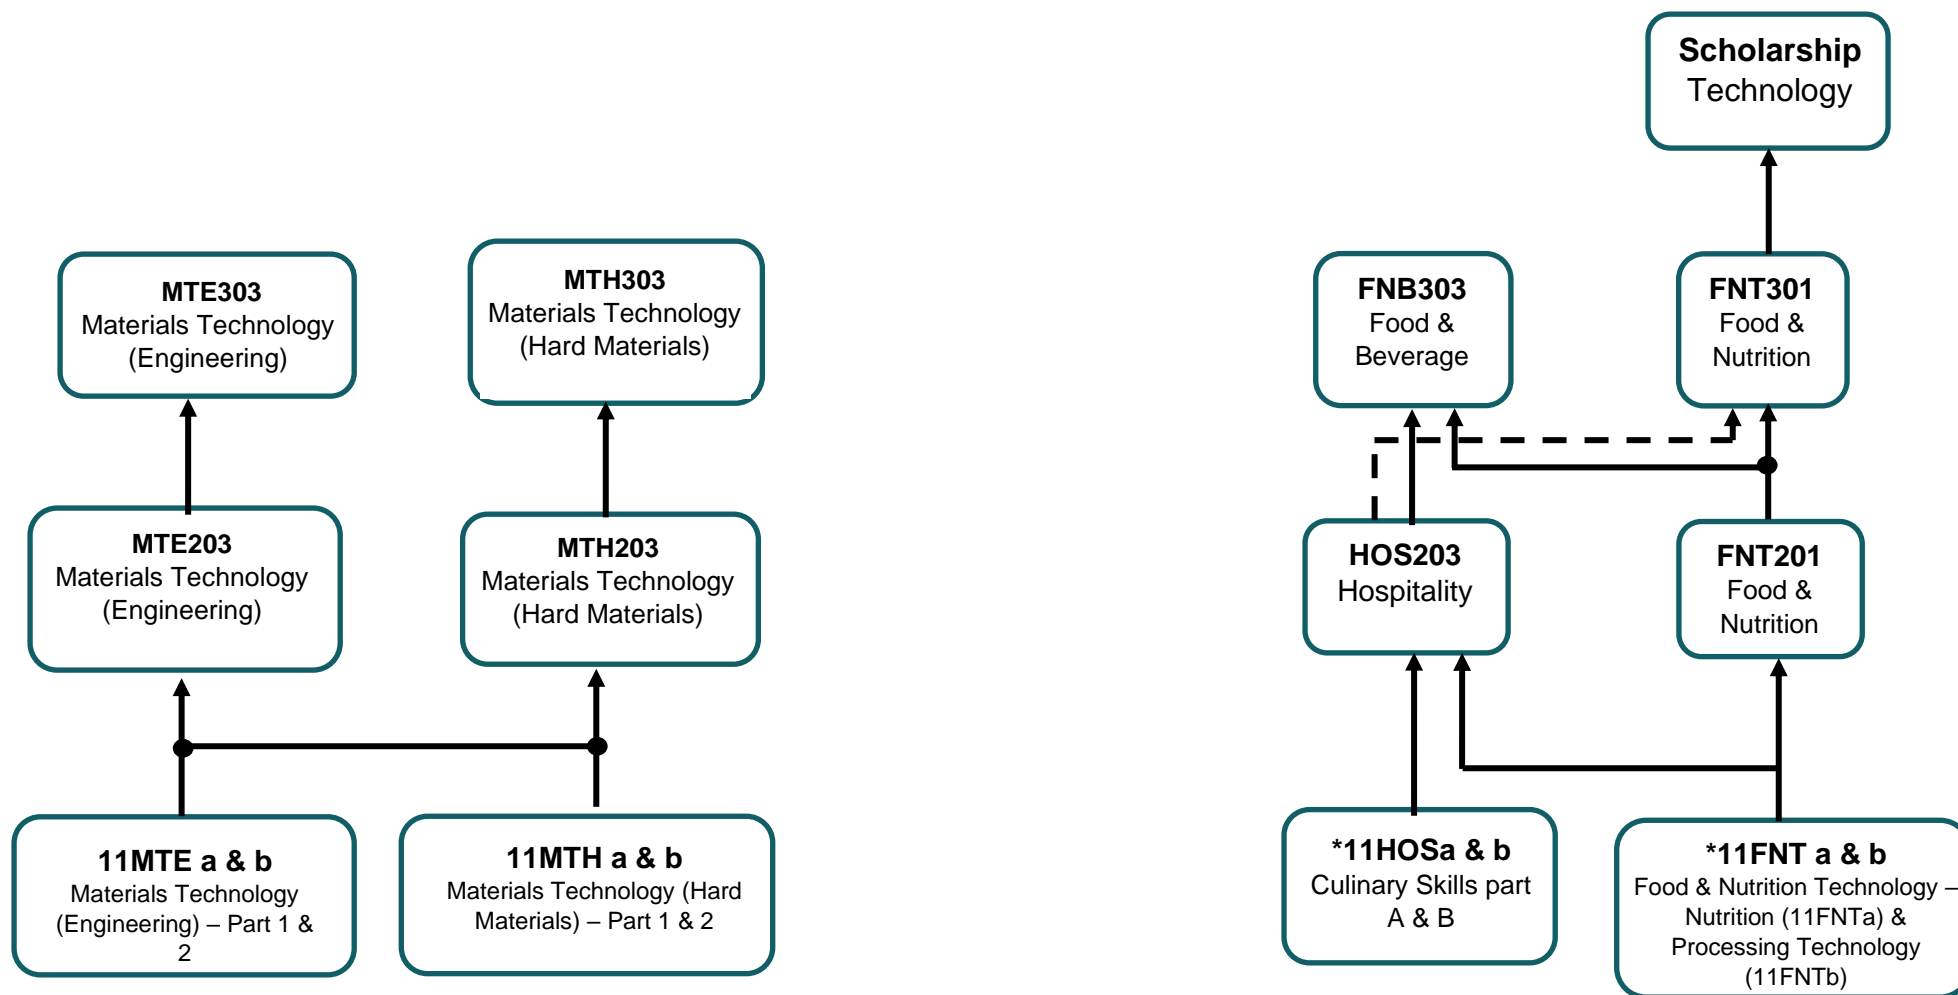 Scholarship
Technology
MTE303
Materials Technology
(Engineering)
MTH303
Materials Technology
(Hard Materials)
FNB303
Food &
Beverage
FNT301
Food &
Nutrition
MTE203
Materials Technology
(Engineering)
MTH203
Materials Technology
(Hard Materials)
HOS203
Hospitality
FNT201
Food &
Nutrition
11MTE a & b
Materials Technology
(Engineering) – Part 1 &
2
11MTH a & b
Materials Technology (Hard
Materials) – Part 1 & 2
*11HOSa & b
Culinary Skills part
A & B
*11FNT a & b
Food & Nutrition Technology –
Nutrition (11FNTa) &
Processing Technology
(11FNTb)